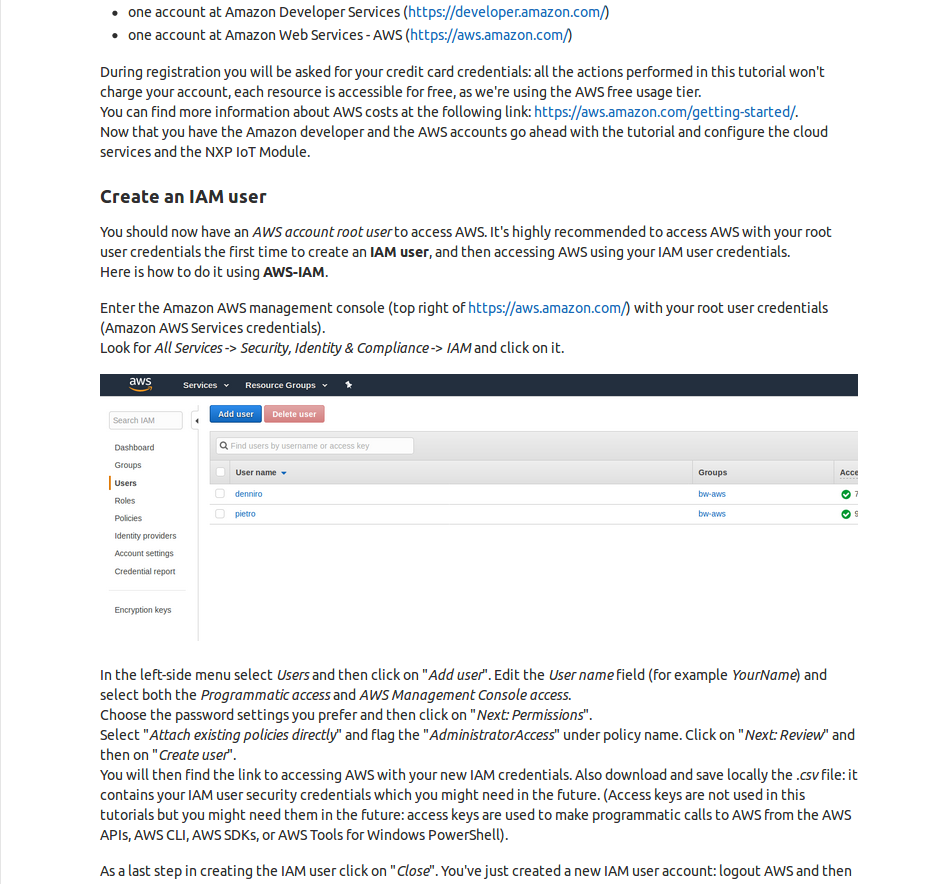 one account at Amazon Developer Services (https://developer.amazon.com/)
one account at Amazon Web Services - AWS (https://aws.amazon.com/)
During registration you will be asked for your credit card credentials: all the actions performed in this tutorial won't
charge your account, each resource is accessible for free, as we're using the AWS free usage tier.
You can find more information about AWS costs at the following link: https://aws.amazon.com/getting-started/.
Now that you have the Amazon developer and the AWS accounts go ahead with the tutorial and configure the cloud
services and the NXP IoT Module.
Create an IAM user
You should now have an AWS account root user to access AWS. It's highly recommended to access AWS with your root
user credentials the first time to create an IAM user, and then accessing AWS using your IAM user credentials.
Here is how to do it using AWS-IAM.
Enter the Amazon AWS management console (top right of https://aws.amazon.com/) with your root user credentials
(Amazon AWS Services credentials).
Look for All Services -> Security, Identity & Compliance -> IAM and click on it.
aws Services Resource Groups
Search IAM
Add user Delete user
Find users by username or access key
Dashboard
Groups
Users
Roles
Policies
Identity providers
Account settings
Credential report
Encryption keys
User name Groups Acce
denniro bw-aws 7
pietro bw-aws 9
In the left-side menu select Users and then click on "Add user". Edit the User name field (for example YourName) and
select both the Programmatic access and AWS Management Console access.
Choose the password settings you prefer and then click on "Next: Permissions".
Select "Attach existing policies directly" and flag the "AdministratorAccess" under policy name. Click on "Next: Review" and
then on "Create user".
You will then find the link to accessing AWS with your new IAM credentials. Also download and save locally the .csv file: it
contains your IAM user security credentials which you might need in the future. (Access keys are not used in this
tutorials but you might need them in the future: access keys are used to make programmatic calls to AWS from the AWS
APIs, AWS CLI, AWS SDKs, or AWS Tools for Windows PowerShell).
As a last step in creating the IAM user click on "Close". You've just created a new IAM user account: logout AWS and then